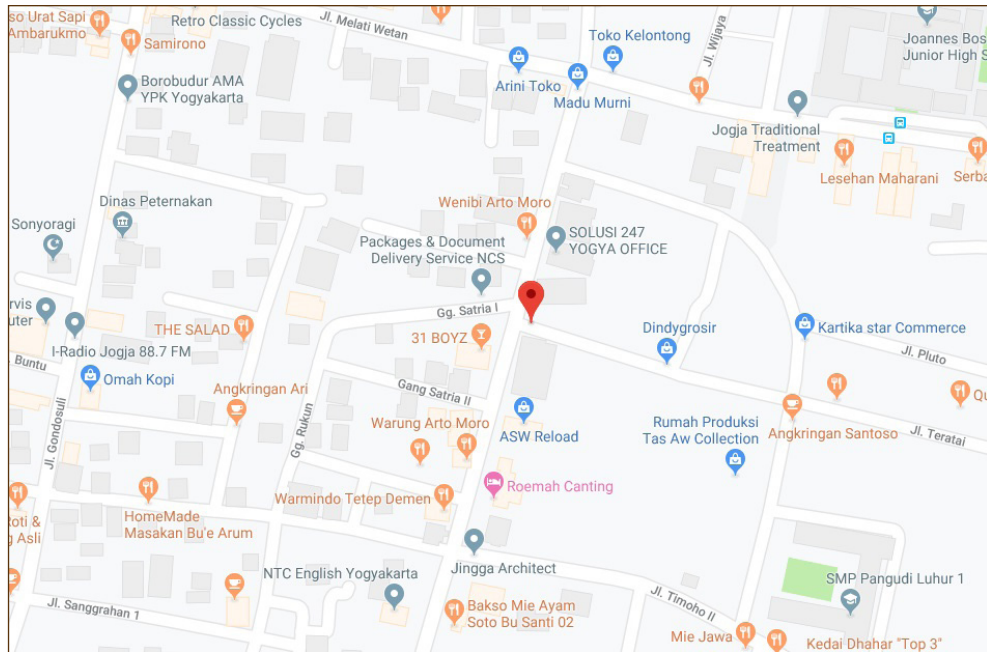 so Urat Sapi
Ambarukmo
Retro Classic Cycles
Samirono
Jl. Melati Wetan
Toko Kelontong
Jl. Wijaya
Joannes Bos
Junior High S
Borobudur AMA
YPK Yogyakarta
Arini Toko
Madu Murni
Jogja Traditional
Treatment
Lesehan Maharani
Serba
Dinas Peternakan
Sonyoragi
Wenibi Arto Moro
SOLUSI 247
YOGYA OFFICE
Packages & Document
Delivery Service NCS
Gg. Satria I
rvis
uter
THE SALAD
31 BOYZ
Dindygrosir
Kartika star Commerce
I-Radio Jogja 88.7 FM
Buntu
Omah Kopi
Angkringan Ari
Gang Satria II
Jl. Pluto
Qu
Jl. Gondosuli
Gg. Rukun
Warung Arto Moro
ASW Reload
Rumah Produksi
Tas Aw Collection
Angkringan Santoso
Jl. Teratai
Roemah Canting
Warmindo Tetep Demen
Roti &
g Asli
HomeMade
Masakan Bu'e Arum
NTC English Yogyakarta
Jingga Architect
SMP Pangudi Luhur 1
Jl. Sanggrahan 1
Bakso Mie Ayam
Soto Bu Santi 02
Jl. Timoho II
Mie Jawa
Kedai Dhahar "Top 3"